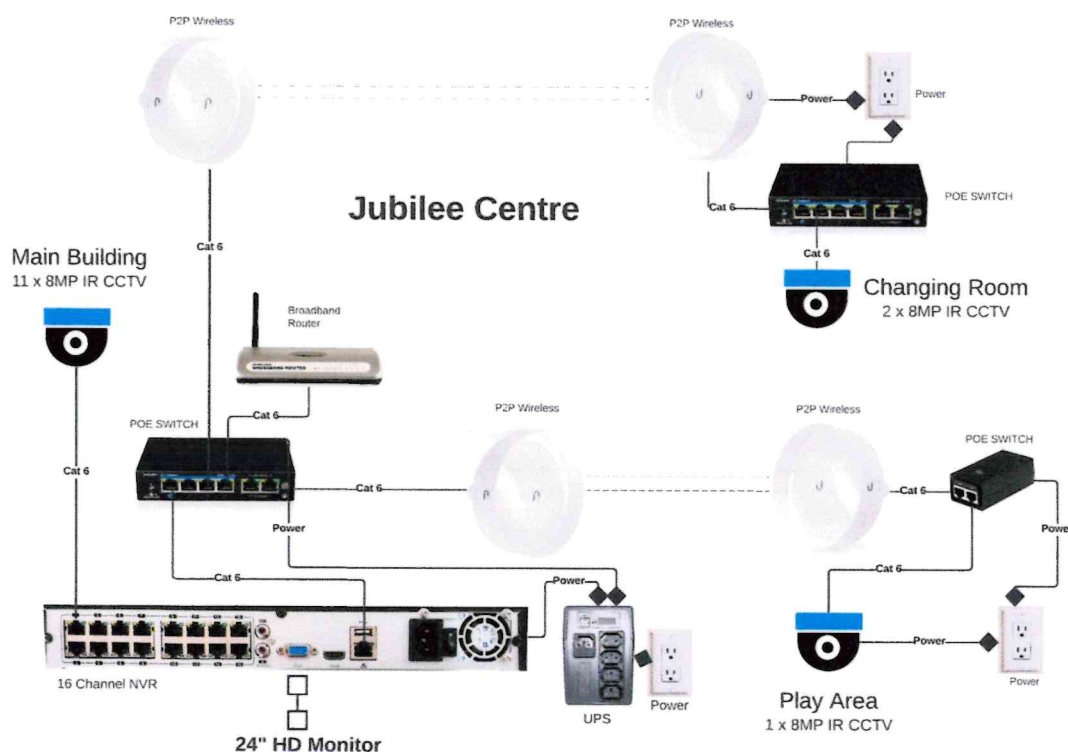 P2P Wireless
P2P Wireless
Power
Power
Jubilee Centre
POE SWITCH
Cat 6
Cat 6
Cat 6
Main Building
11 x 8MP IR CCTV
Changing Room
2 x 8MP IR CCTV
Broadband
Router
BROADBAND ROUTER
Cat 6
POE SWITCH
P2P Wireless
P2P Wireless
POE SWITCH
Cat 6
Cat 6
Cat 6
Power
Power
Cat 6
Power
Cat 6
Power
16 Channel NVR
UPS
Power
Power
Play Area
1 x 8MP IR CCTV
24" HD Monitor